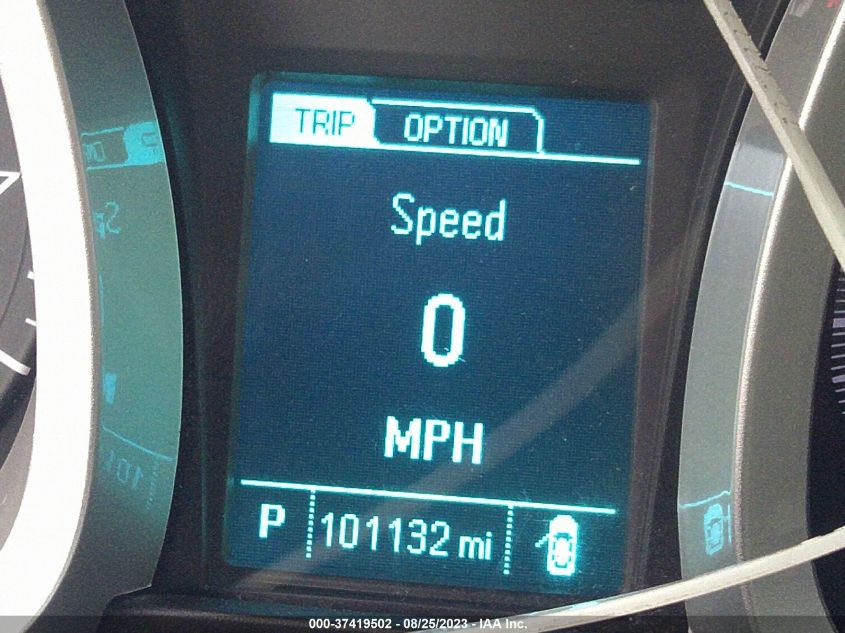 TRIP OPTION
Speed
0
MPH
P 101132 mi
000-37419502 - 08/25/2023 - IAA Inc.